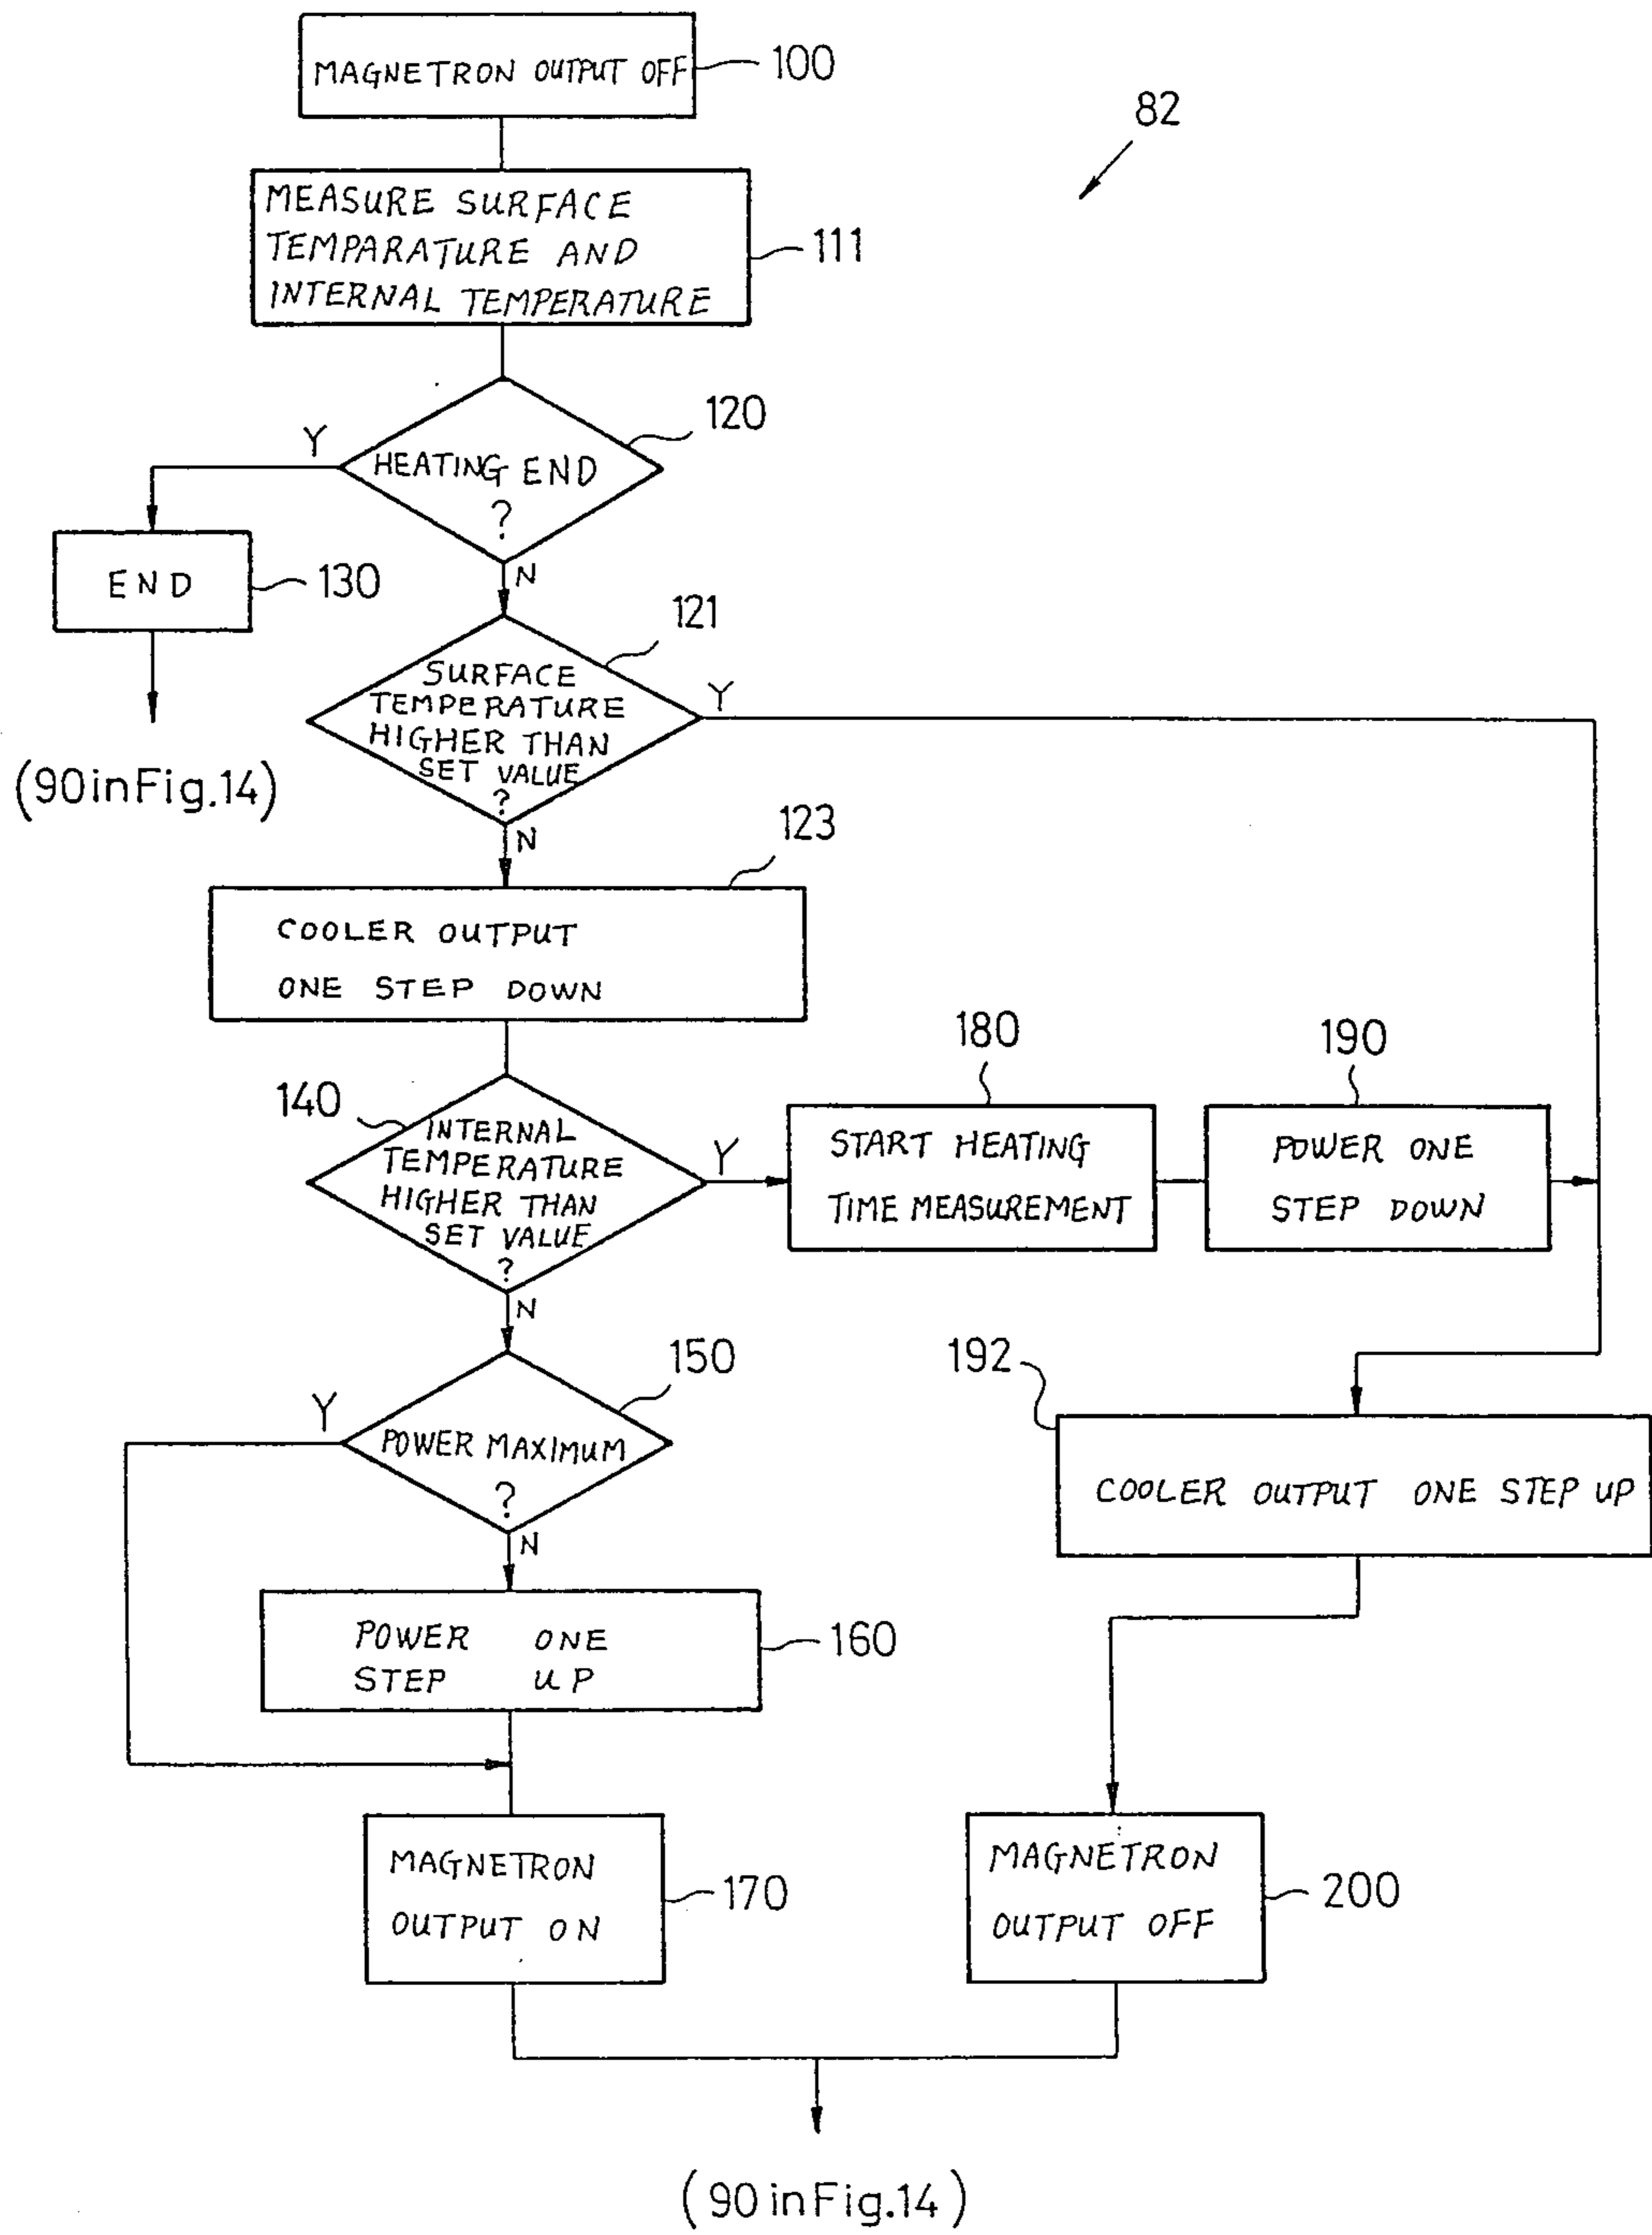 MAGNETRON OUTPUT OFF
100
82
MEASURE SURFACE
TEMPARATURE AND
INTERNAL TEMPERATURE
111
120
Y
HEATING END
?
N
END
130
(90inFig.14)
121
SURFACE
TEMPERATURE
HIGHER THAN
SET VALUE
?
Y
N
123
COOLER OUTPUT
ONE STEP DOWN
140
INTERNAL
TEMPERATURE
HIGHER THAN
SET VALUE
?
Y
N
180
START HEATING
TIME MEASUREMENT
190
POWER ONE
STEP DOWN
150
Y
POWER MAXIMUM
?
N
192
COOLER OUTPUT ONE STEP UP
POWER ONE
STEP UP
160
MAGNETRON
OUTPUT ON
170
MAGNETRON
OUTPUT OFF
200
(90inFig.14)